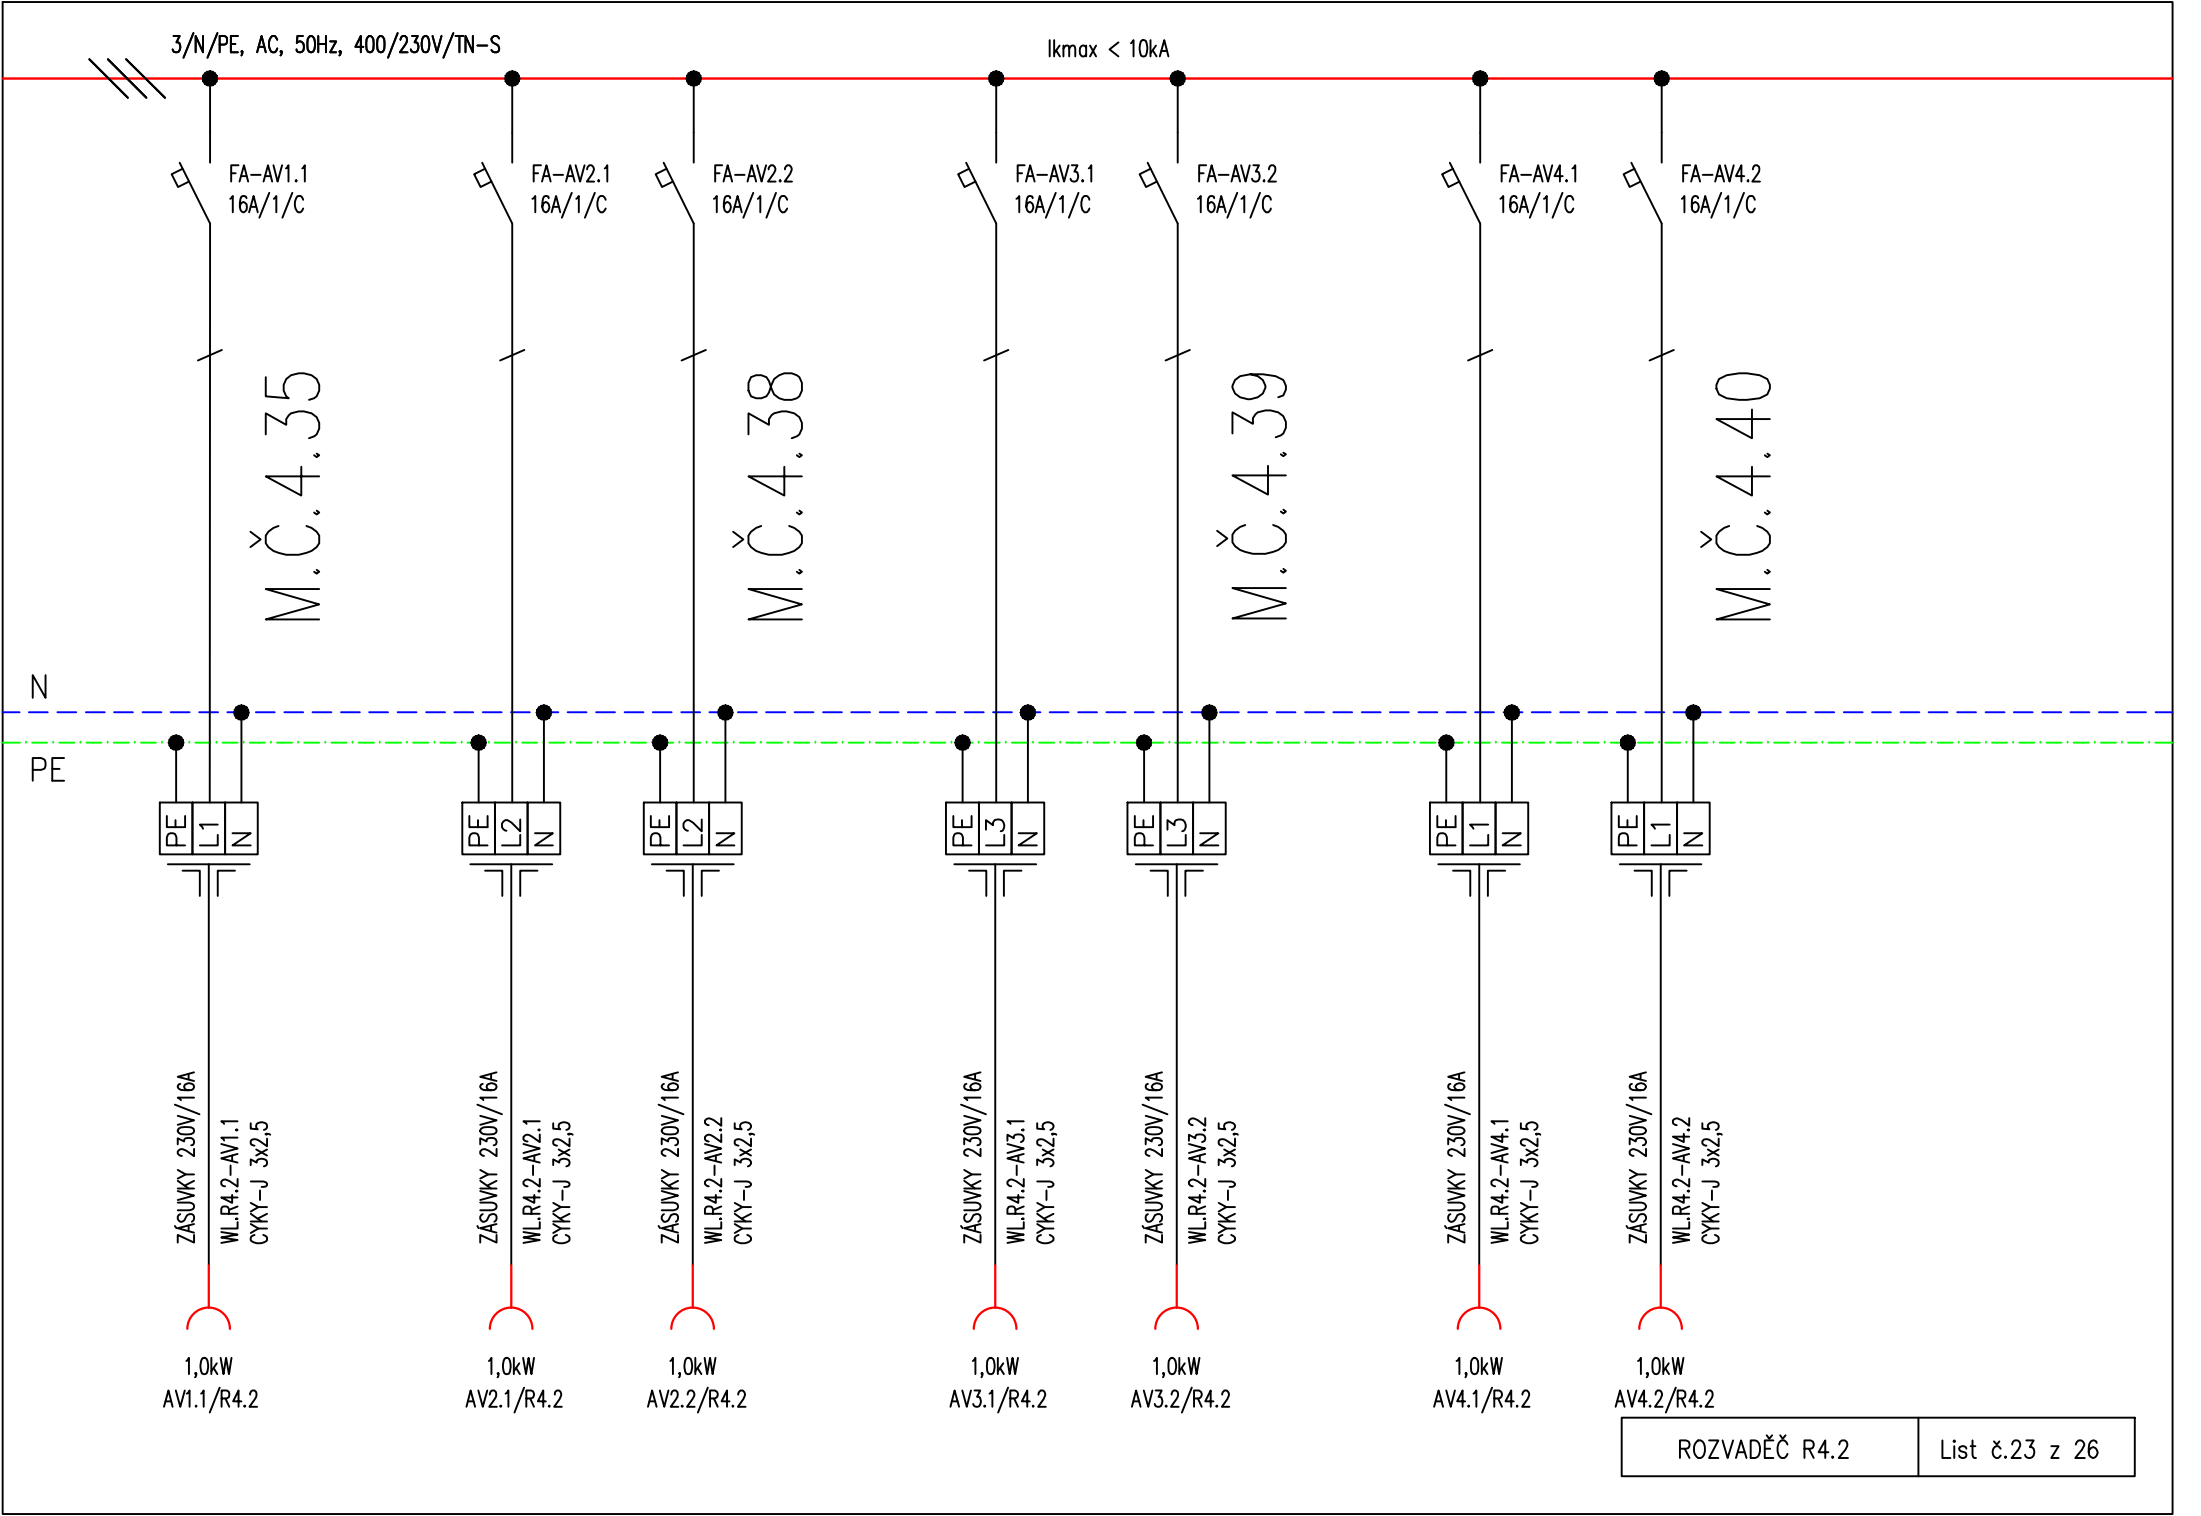 3/N/PE, AC, 50Hz, 400/230V/TN-S
Ikmax < 10kA
FA-AV1.1
16A/1/C
FA-AV2.1
16A/1/C
FA-AV2.2
16A/1/C
FA-AV3.1
16A/1/C
FA-AV3.2
16A/1/C
FA-AV4.1
16A/1/C
FA-AV4.2
16A/1/C
M.Č.4.35
M.Č.4.38
M.Č.4.39
M.Č.4.40
N
PE
PE L1 N
PE L2 N
PE L2 N
PE L3 N
PE L3 N
PE L1 N
PE L1 N
ZÁSUVKY 230V/16A
WL.R4.2-AV1.1
CYKY-J 3x2,5
ZÁSUVKY 230V/16A
WL.R4.2-AV2.1
CYKY-J 3x2,5
ZÁSUVKY 230V/16A
WL.R4.2-AV2.2
CYKY-J 3x2,5
ZÁSUVKY 230V/16A
WL.R4.2-AV3.1
CYKY-J 3x2,5
ZÁSUVKY 230V/16A
WL.R4.2-AV3.2
CYKY-J 3x2,5
ZÁSUVKY 230V/16A
WL.R4.2-AV4.1
CYKY-J 3x2,5
ZÁSUVKY 230V/16A
WL.R4.2-AV4.2
CYKY-J 3x2,5
1,0kW
AV1.1/R4.2
1,0kW
AV2.1/R4.2
1,0kW
AV2.2/R4.2
1,0kW
AV3.1/R4.2
1,0kW
AV3.2/R4.2
1,0kW
AV4.1/R4.2
1,0kW
AV4.2/R4.2
ROZVADĚČ R4.2
List č.23 z 26